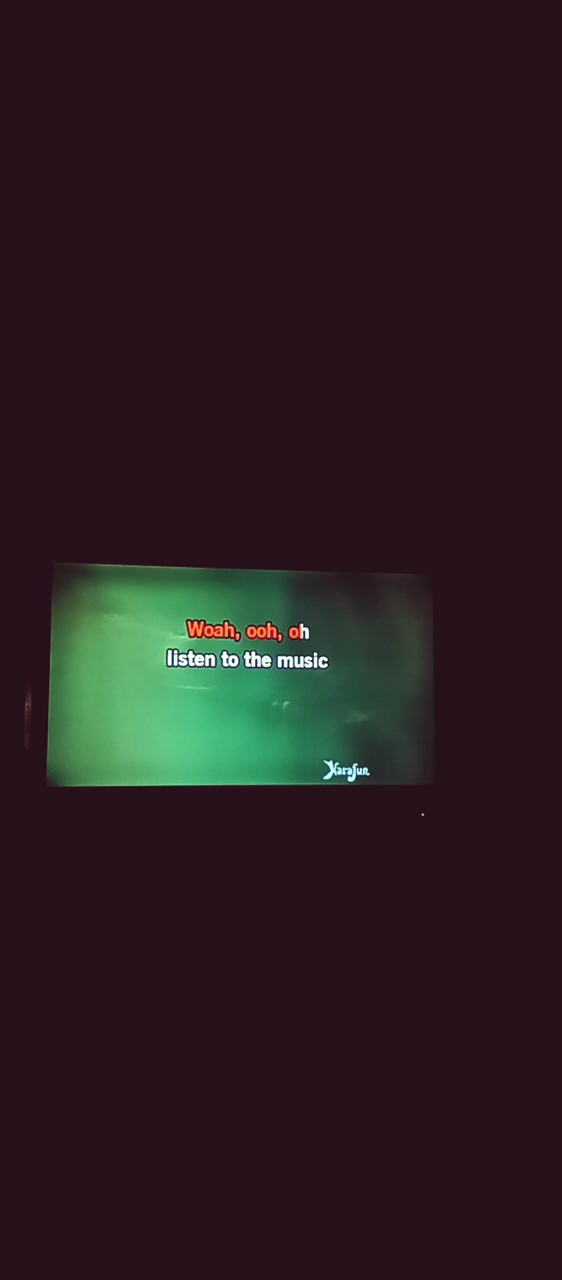 Woah, ooh, oh
listen to the music
Karafun